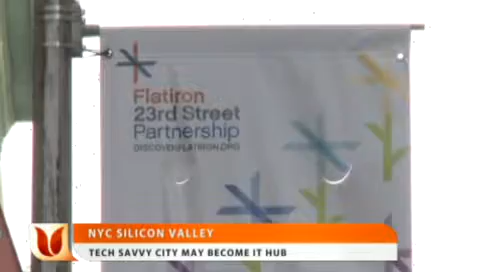 Flatiron
23rd Street
Partnership
DISCOVERFLATIRON.ORG
NYC SILICON VALLEY
TECH SAVVY CITY MAY BECOME IT HUB